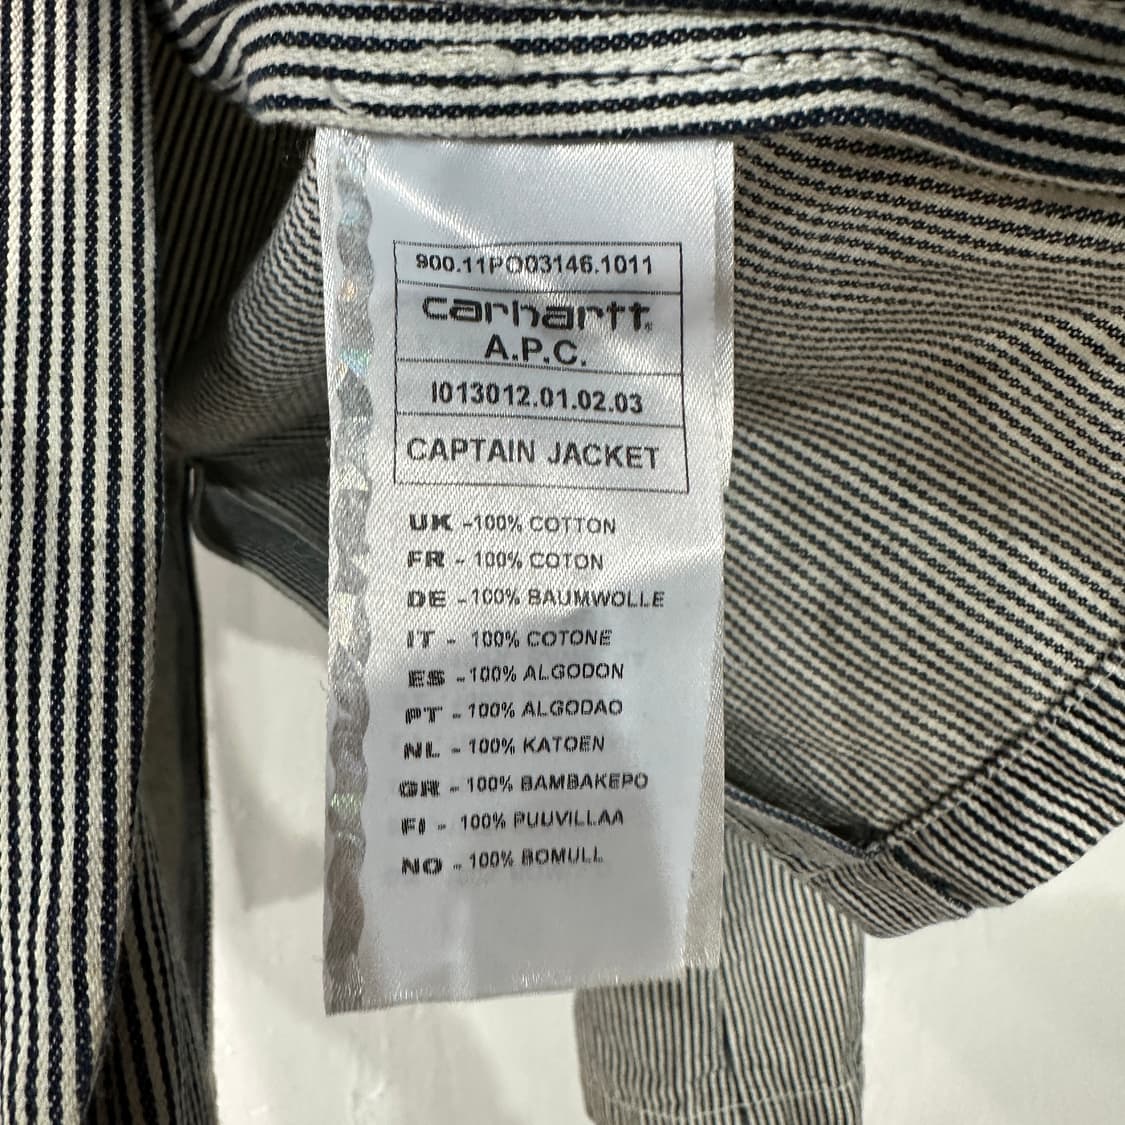 900.11PO03146.1011
carhartt.
A.P.C.
I013012.01.02.03
CAPTAIN JACKET
UK -100% COTTON
FR - 100% COTON
DE -100% BAUMWOLLE
IT - 100% COTONE
ES -100% ALGODON
PT -100% ALGODAO
NL - 100% KATOEN
GR - 100% BAMBAKEPO
FI - 100% PUUVILLAA
NO -100% BOMULL